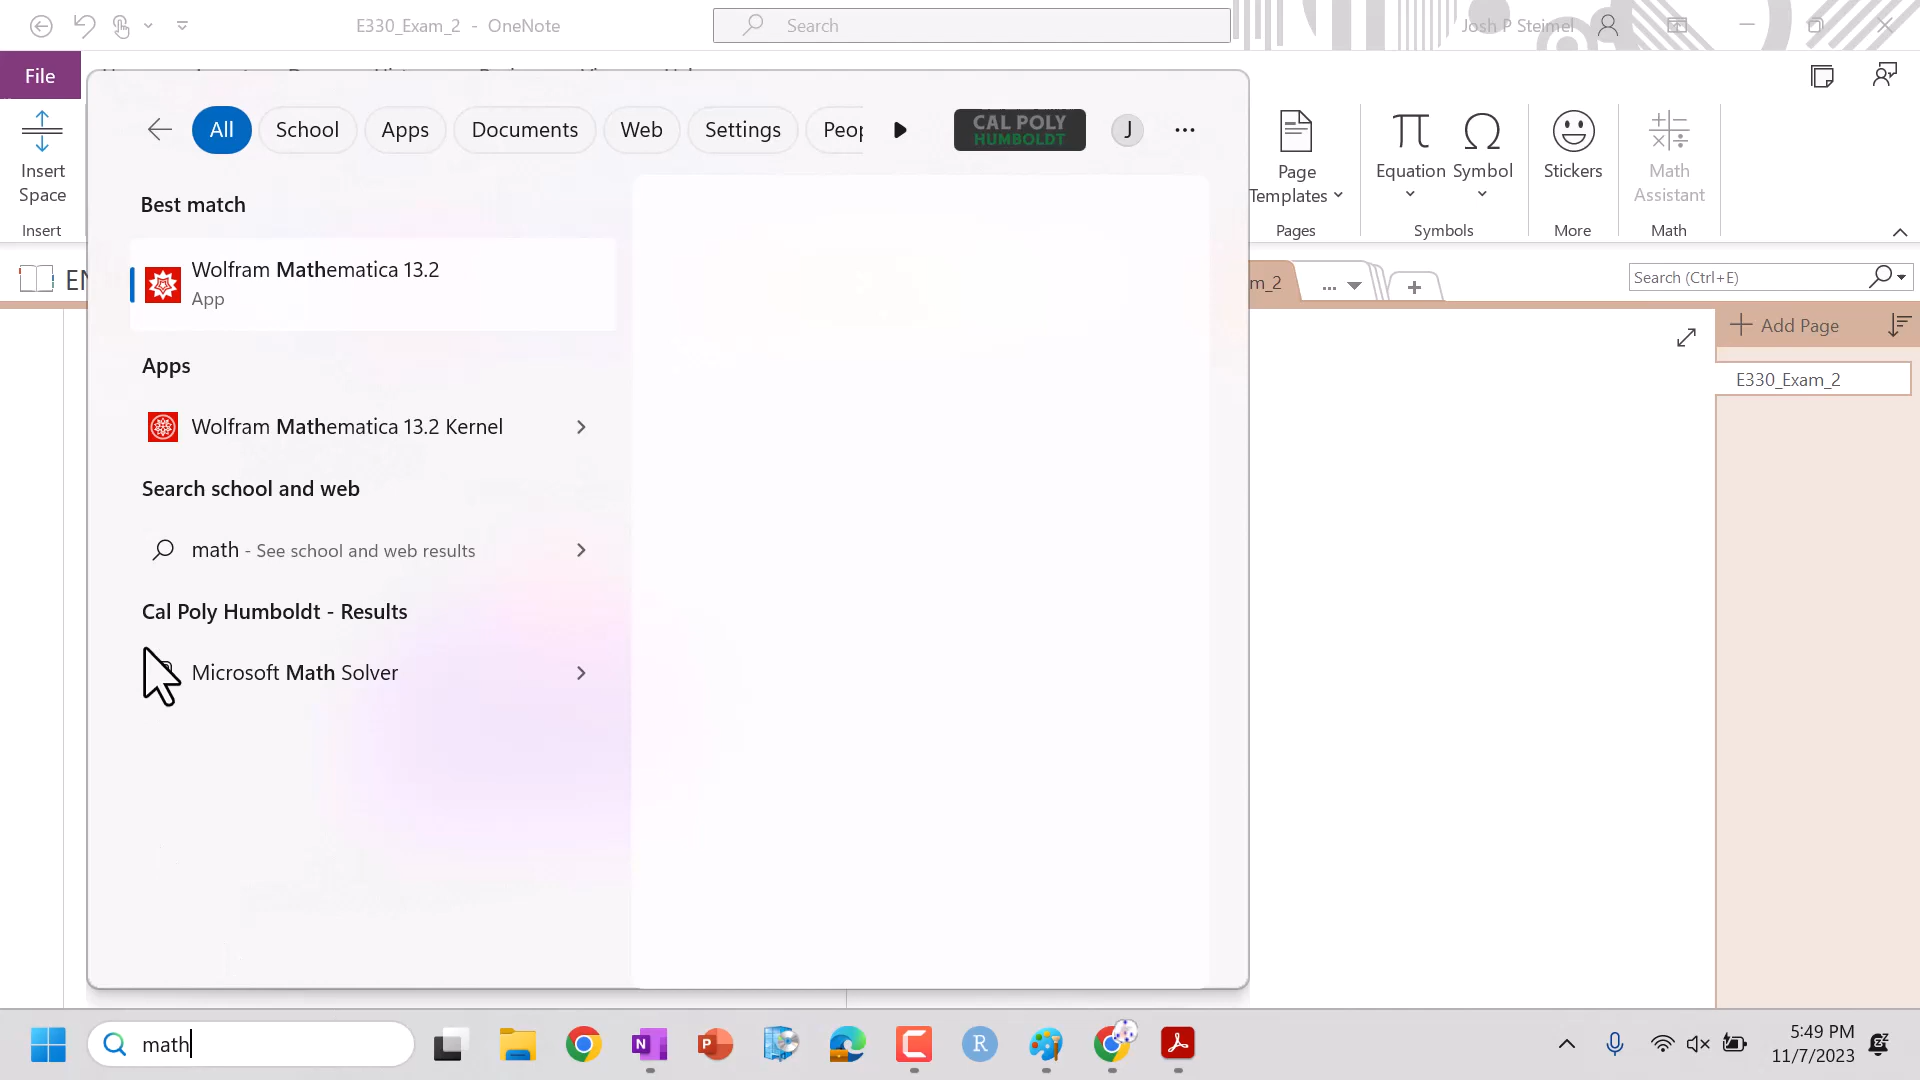 E330_Exam_2 - OneNote
Search
Josh P Steimel
File
Insert
Space
Insert
All
School
Apps
Documents
Web
Settings
CAL POLY
HUMBOLDT
J
Best match
Wolfram Mathematica 13.2
App
Apps
Wolfram Mathematica 13.2 Kernel
Search school and web
math - See school and web results
Cal Poly Humboldt - Results
Microsoft Math Solver
Page
Templates
Pages
Equation
Symbol
Symbols
Stickers
More
Math
Assistant
Math
EN
m_2
...
Search (Ctrl+E)
Add Page
E330_Exam_2
math
N
P
R
5:49 PM
11/7/2023